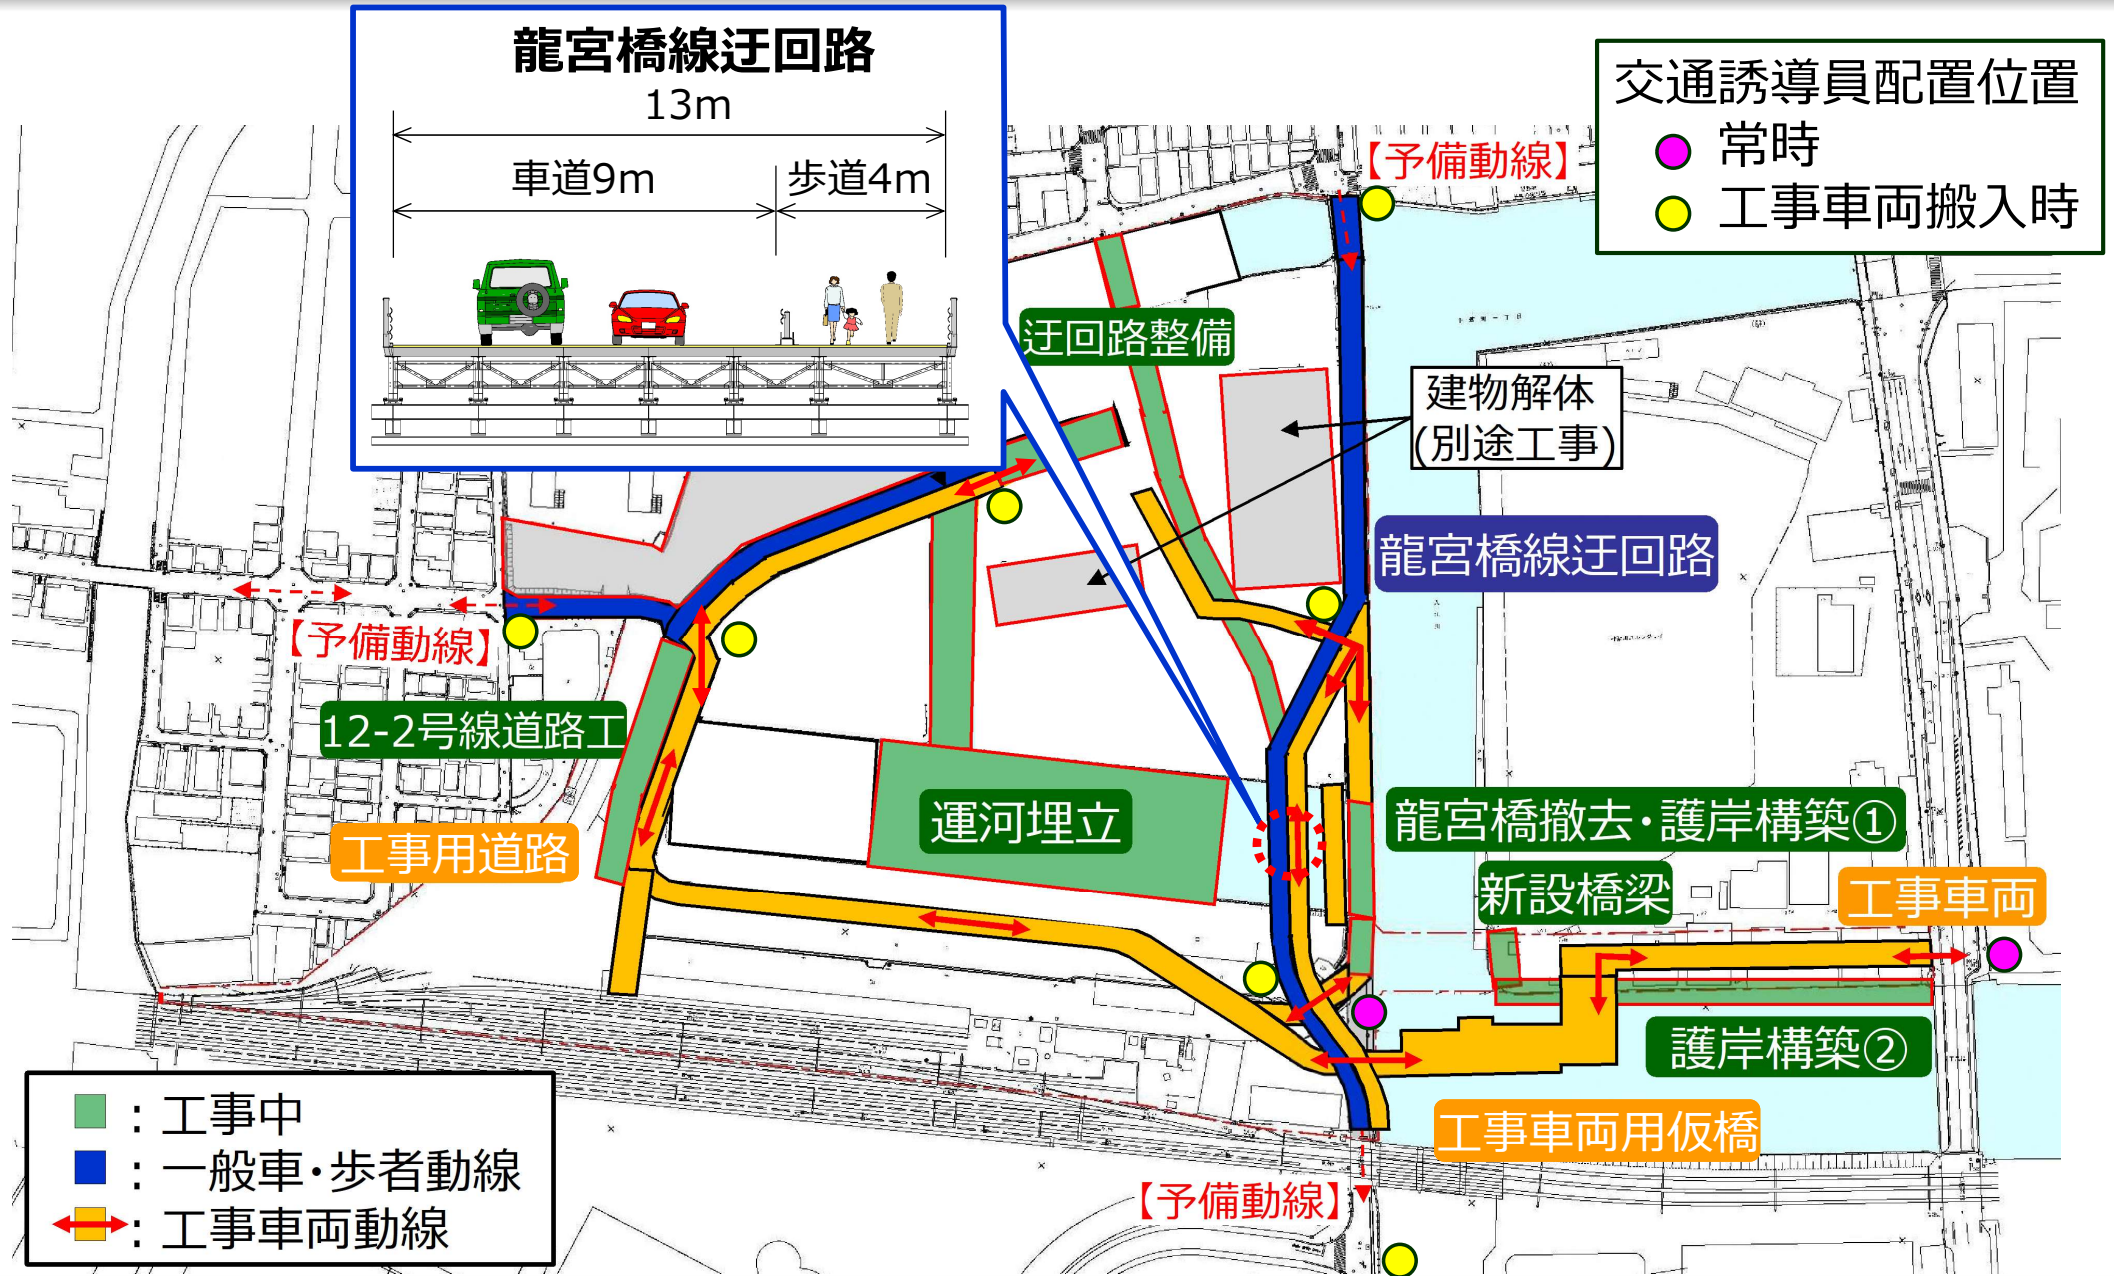 龍宮橋線迂回路
13m
車道9m
歩道4m
交通誘導員配置位置
常時
工事車両搬入時
【予備動線】
迂回路整備
建物解体
(別途工事)
龍宮橋線迂回路
【予備動線】
12-2号線道路工
工事用道路
運河埋立
龍宮橋撤去・護岸構築①
新設橋梁
工事車両
護岸構築②
工事車両用仮橋
【予備動線】
：工事中
：一般車・歩者動線
：工事車両動線